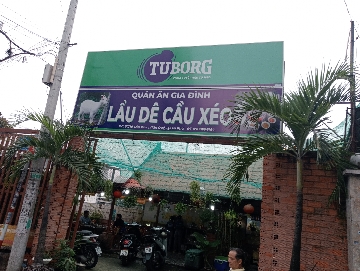 TUBORG
QUÁN ĂN GIA ĐÌNH
LẨU DÊ CẦU XÉO